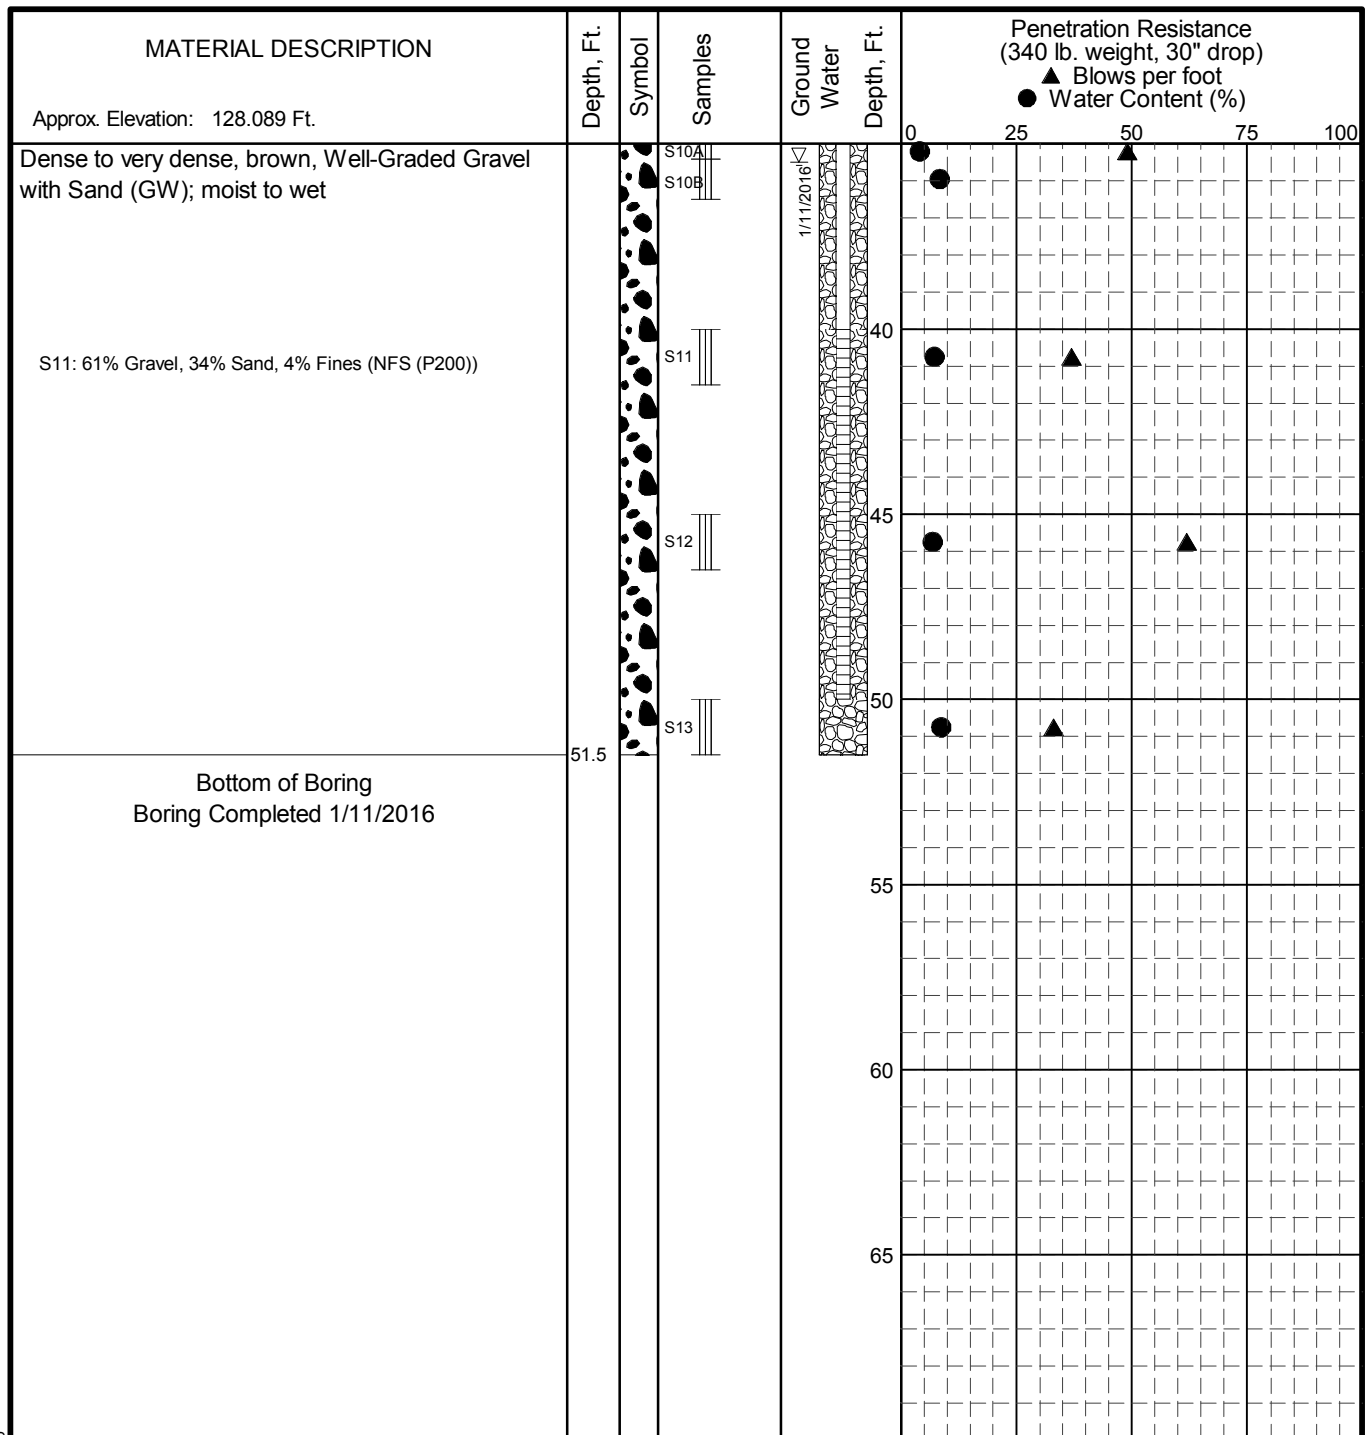 MATERIAL DESCRIPTION
Approx. Elevation: 128.089 Ft.
Depth, Ft.
Symbol
Samples
Ground
Water
Depth, Ft.
Penetration Resistance
(340 lb. weight, 30" drop)
▲ Blows per foot
● Water Content (%)
0 25 50 75 100
Dense to very dense, brown, Well-Graded Gravel
with Sand (GW); moist to wet
S10A
S10B
1/11/2016
40
S11: 61% Gravel, 34% Sand, 4% Fines (NFS (P200))
S11
45
S12
50
S13
51.5
Bottom of Boring
Boring Completed 1/11/2016
55
60
65